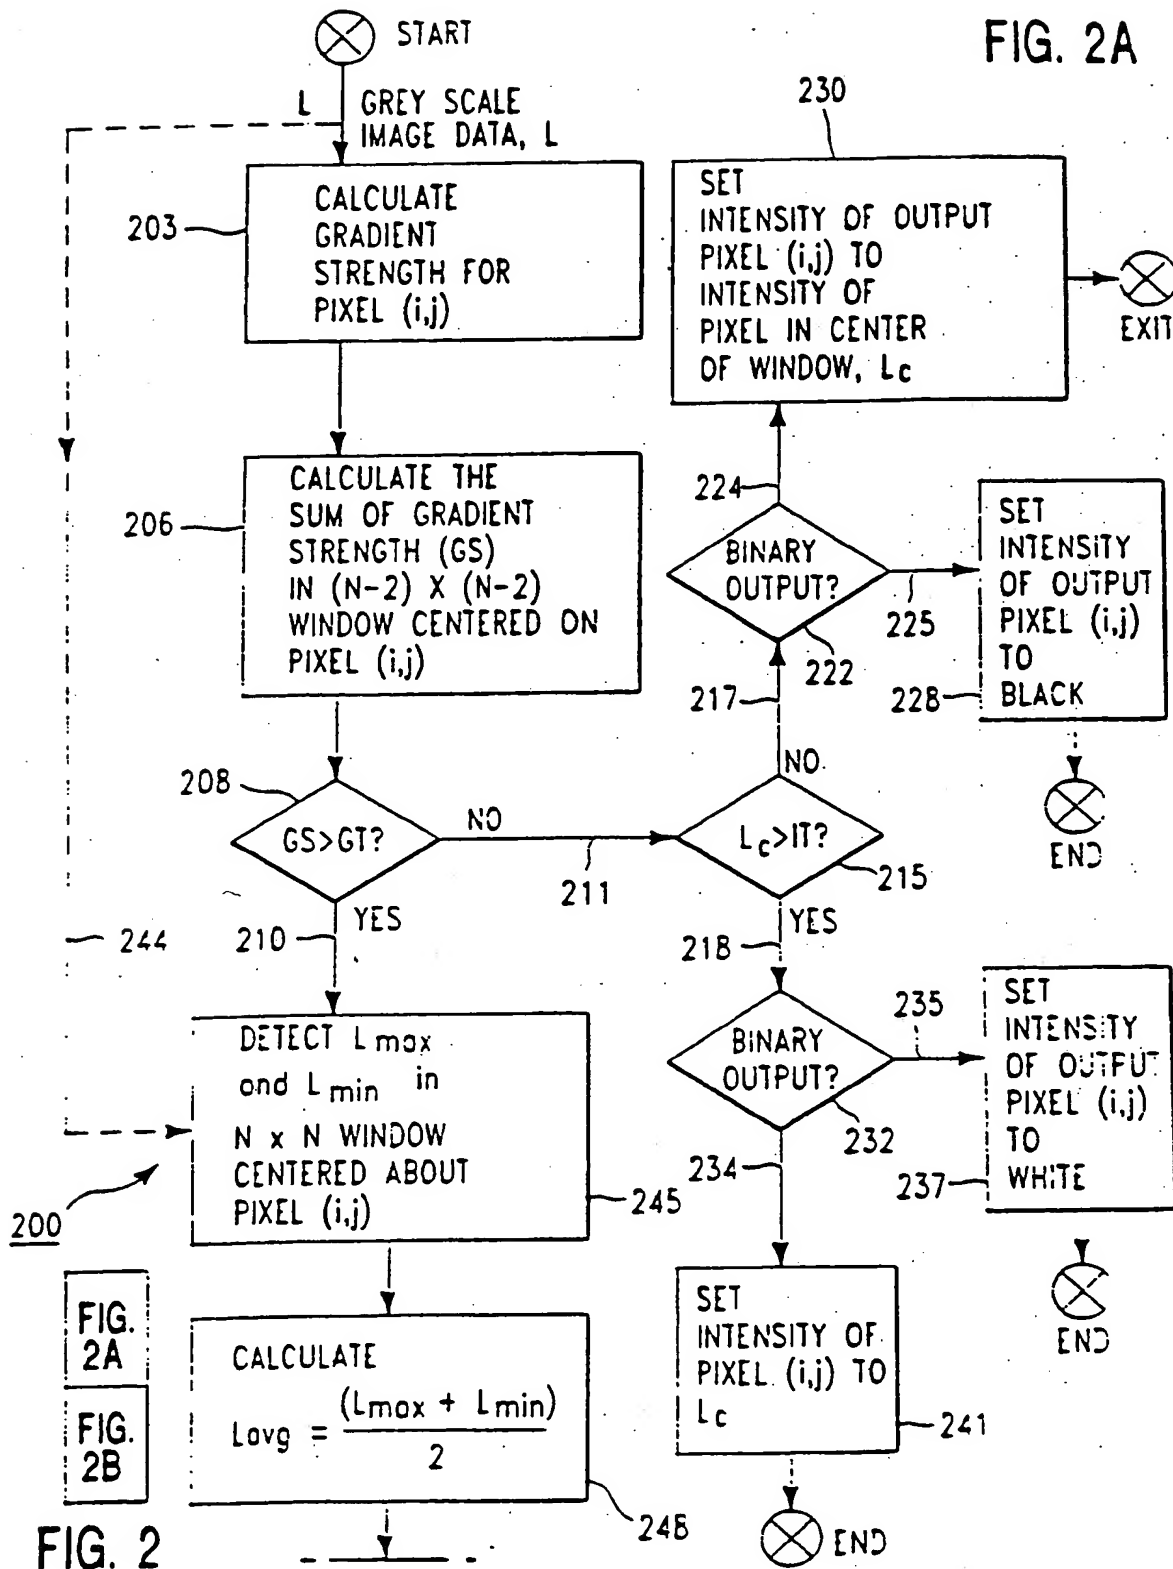 START
FIG. 2A
L
GREY SCALE
IMAGE DATA, L
203
CALCULATE
GRADIENT
STRENGTH FOR
PIXEL (i,j)
230
SET
INTENSITY OF OUTPUT
PIXEL (i,j) TO
INTENSITY OF
PIXEL IN CENTER
OF WINDOW, Lc
EXIT
206
CALCULATE THE
SUM OF GRADIENT
STRENGTH (GS)
IN (N-2) X (N-2)
WINDOW CENTERED ON
PIXEL (i,j)
224
BINARY
OUTPUT?
222
225
SET
INTENSITY
OF OUTPUT
PIXEL (i,j)
TO
BLACK
228
END
217
NO
208
GS>GT?
NO
211
Lc>IT?
215
YES
210
YES
218
244
DETECT Lmax
and Lmin in
N x N WINDOW
CENTERED ABOUT
PIXEL (i,j)
245
200
BINARY
OUTPUT?
232
235
SET
INTENSITY
OF OUTPUT
PIXEL (i,j)
TO
WHITE
237
END
234
SET
INTENSITY OF
PIXEL (i,j) TO
Lc
241
END
CALCULATE
Lavg = (Lmax + Lmin)
2
248
FIG.
2A
FIG.
2B
FIG. 2